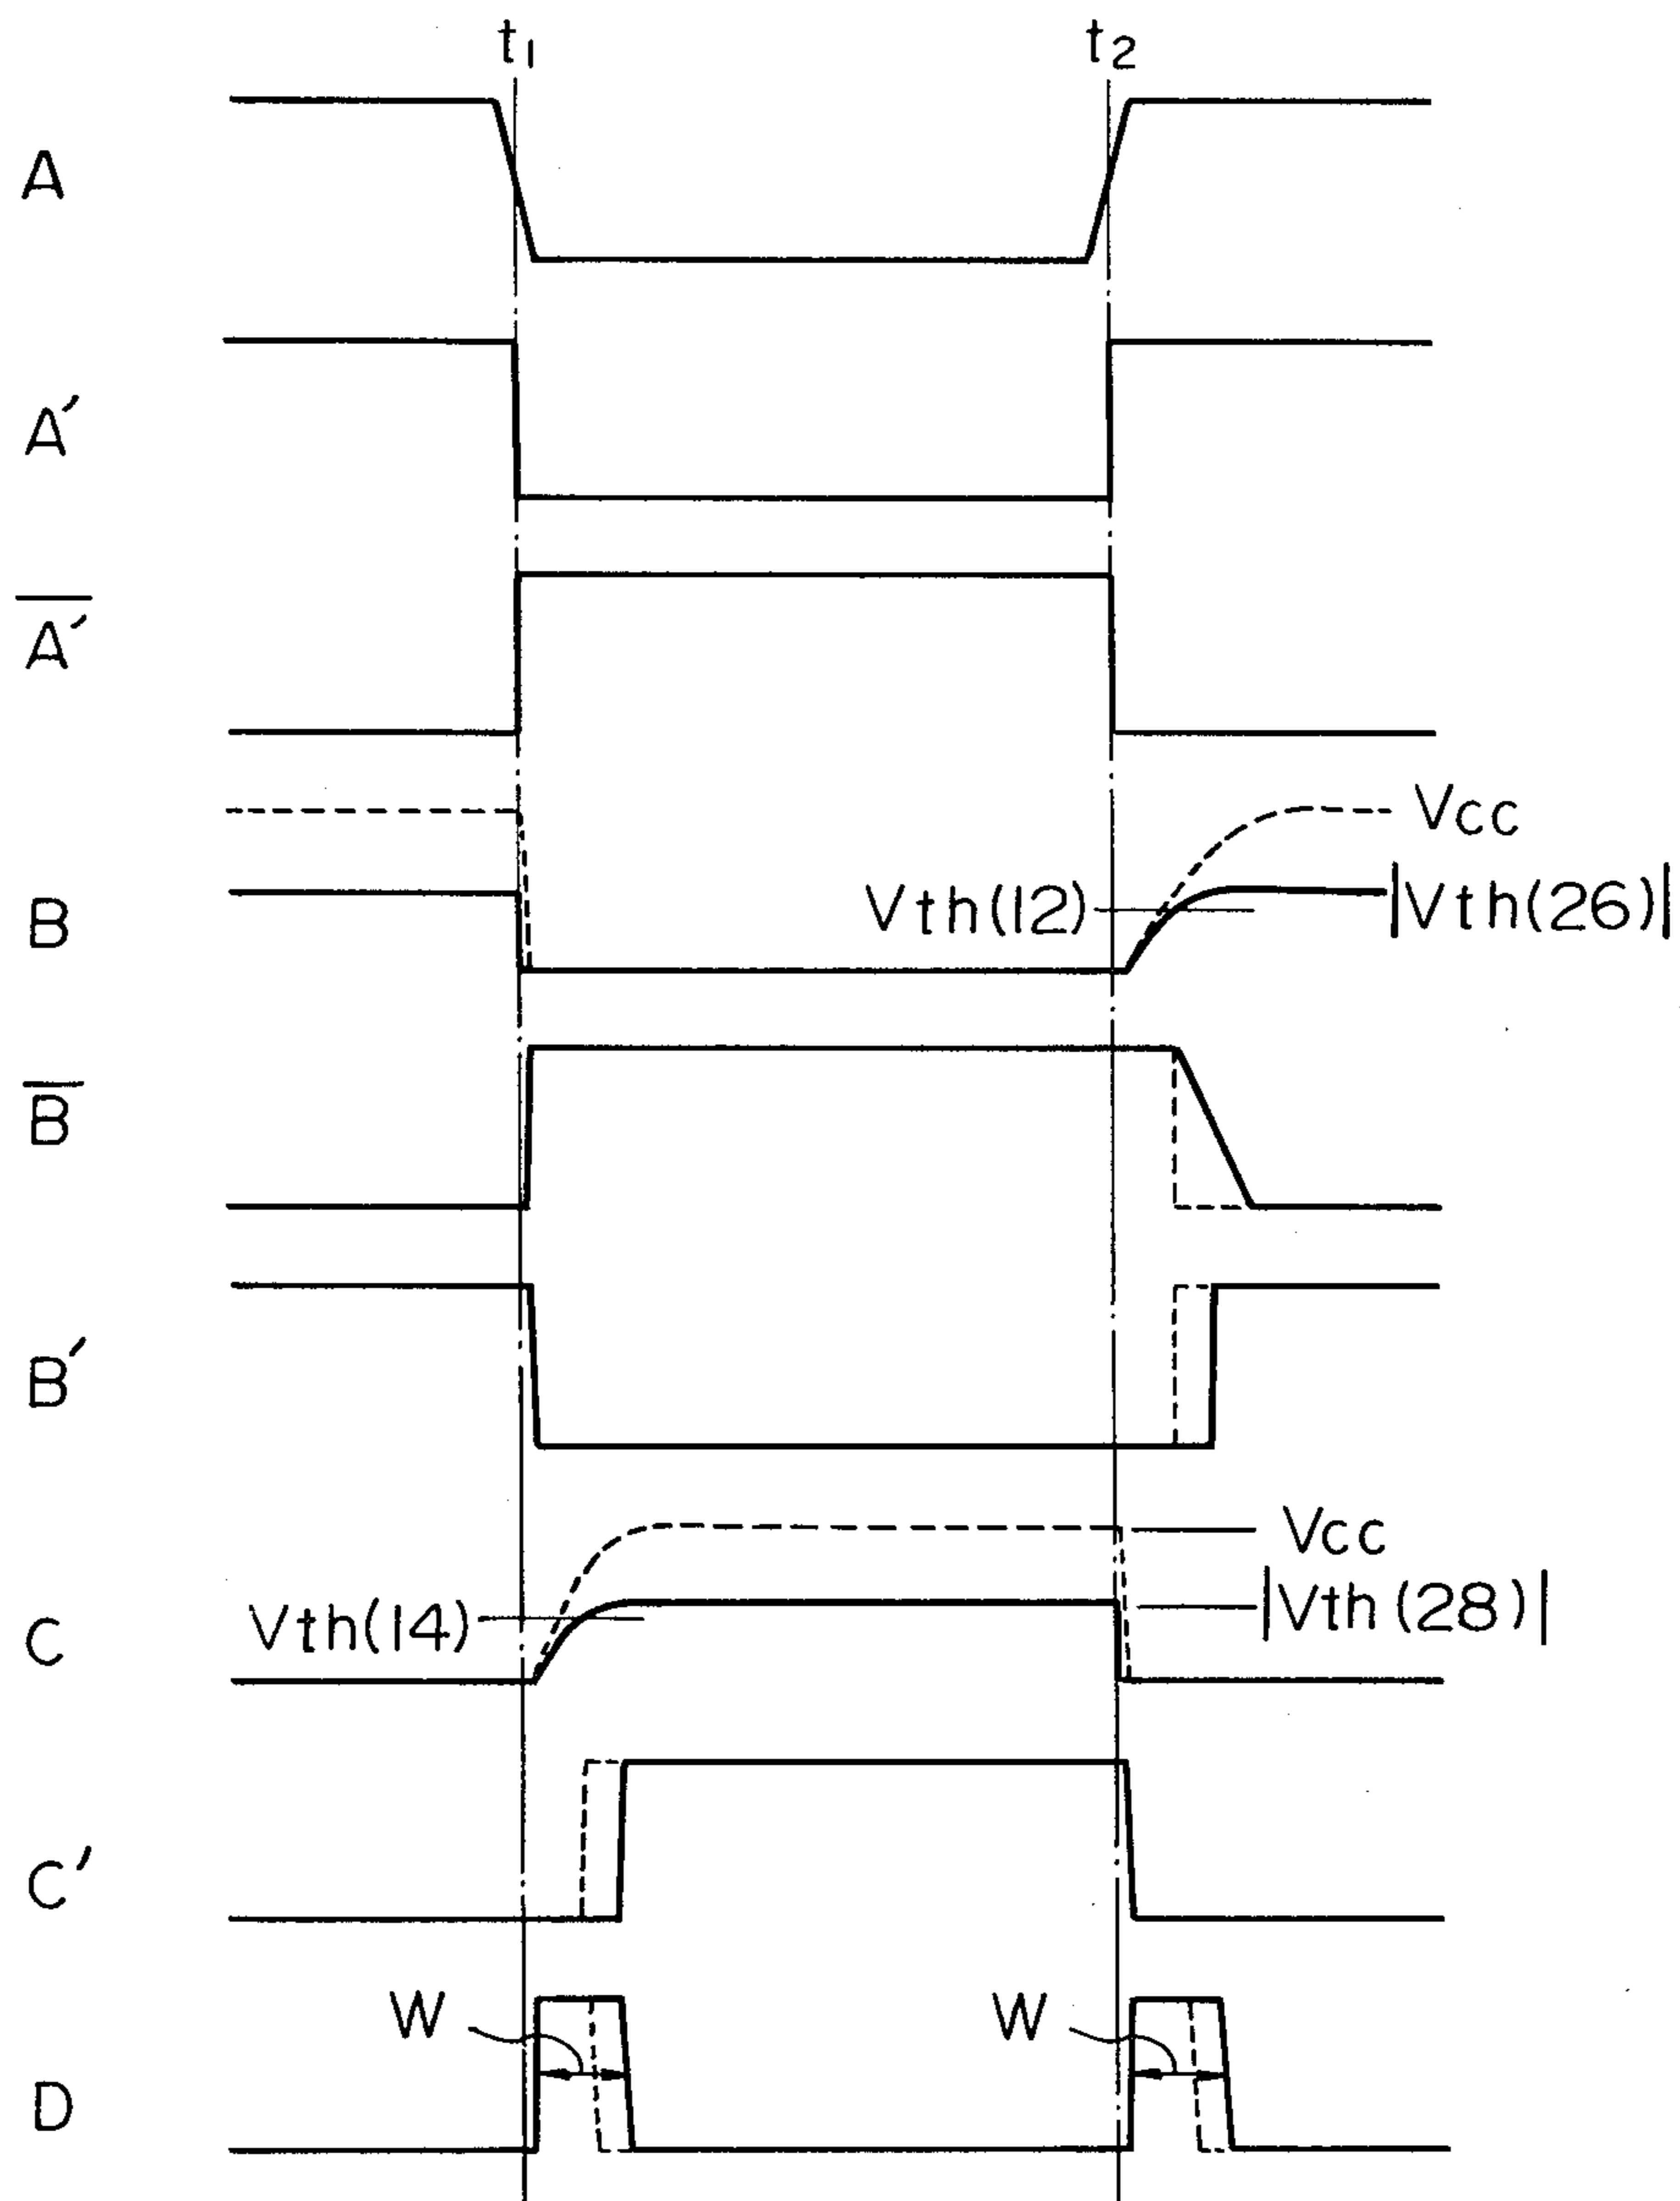 t₁ t₂
A
A′
A̅′̅
Vcc
B Vth(12) |Vth(26)|
B̅
B′
Vcc
C Vth(14) |Vth(28)|
C′
W W
D